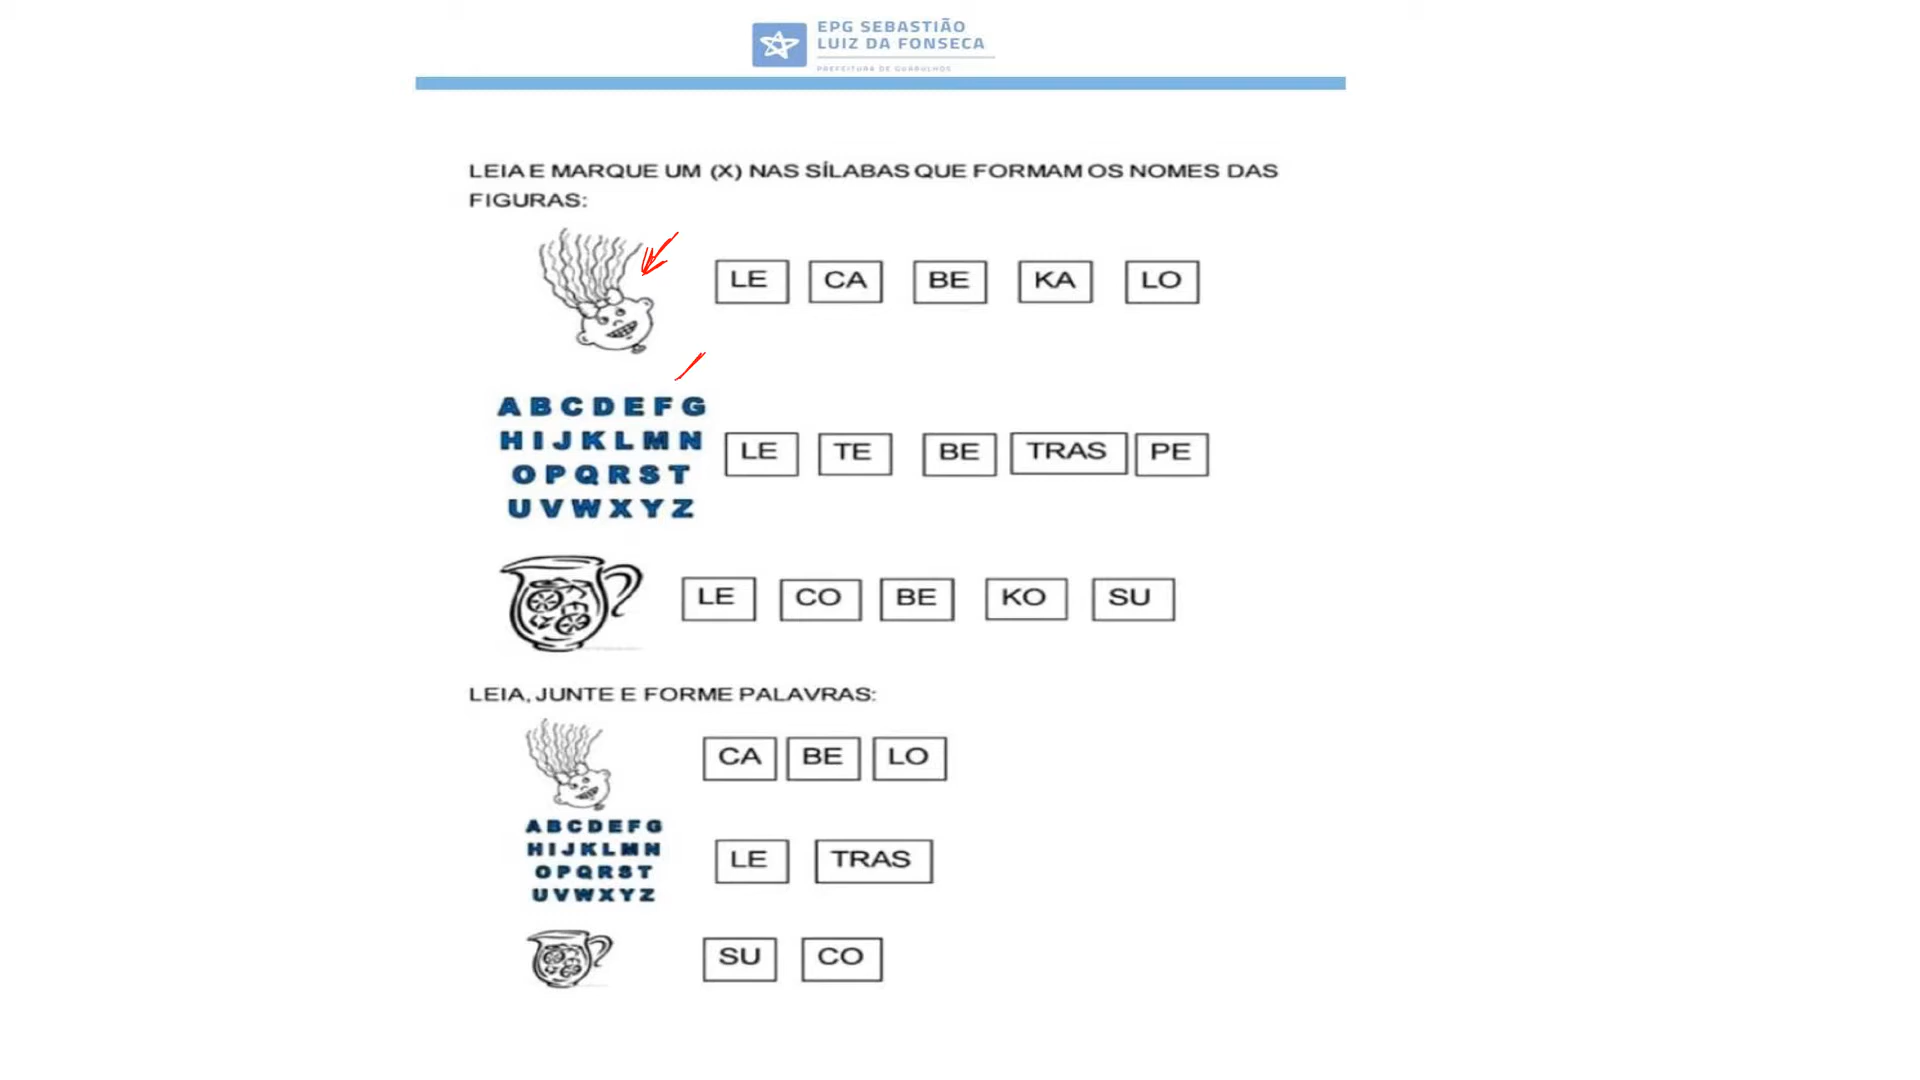 EPG SEBASTIÃO
LUIZ DA FONSECA
PREFEITURA DE GUARULHOS
LEIA E MARQUE UM (X) NAS SÍLABAS QUE FORMAM OS NOMES DAS
FIGURAS:
LE CA BE KA LO
A B C D E F G
H I J K L M N
O P Q R S T
U V W X Y Z
LE TE BE TRAS PE
LE CO BE KO SU
LEIA, JUNTE E FORME PALAVRAS:
CA BE LO
A B C D E F G
H I J K L M N
O P Q R S T
U V W X Y Z
LE TRAS
SU CO